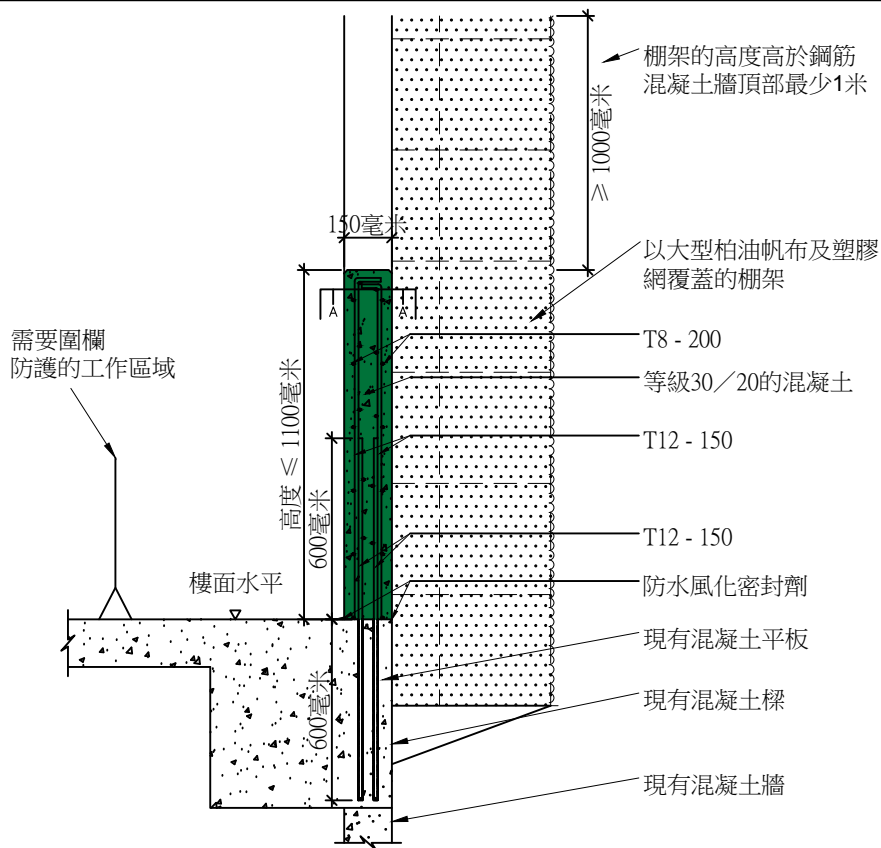 棚架的高度高於鋼筋
混凝土牆頂部最少1米
≥ 1000毫米
150毫米
以大型柏油帆布及塑膠
網覆蓋的棚架
A
A
需要圍欄
防護的工作區域
T8 - 200
等級30／20的混凝土
高度 ≤ 1100毫米
T12 - 150
600毫米
T12 - 150
樓面水平
防水風化密封劑
現有混凝土平板
600毫米
現有混凝土樑
現有混凝土牆